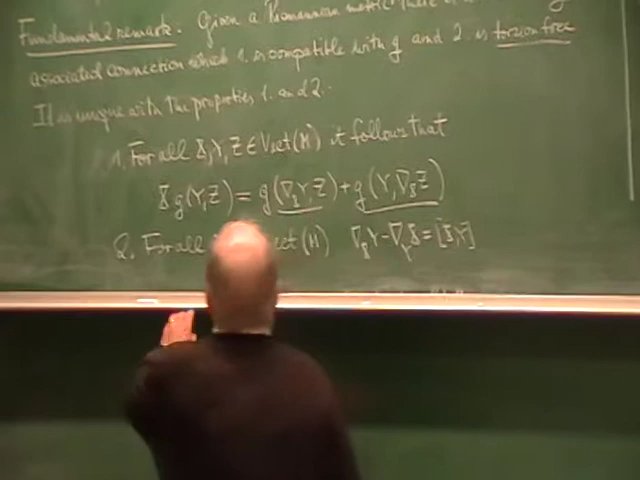 Fundamental remark. Given a Riemannian metric there is
associated connection which 1. is compatible with g and 2. is torsion free
It is unique with the properties 1. and 2.
1. For all X, Y, Z ∈ Vect(M) it follows that
X g(Y, Z) = g(∇_X Y, Z) + g(Y, ∇_X Z)
2. For all ect(M) ∇_X Y - ∇_Y X = [X, Y]